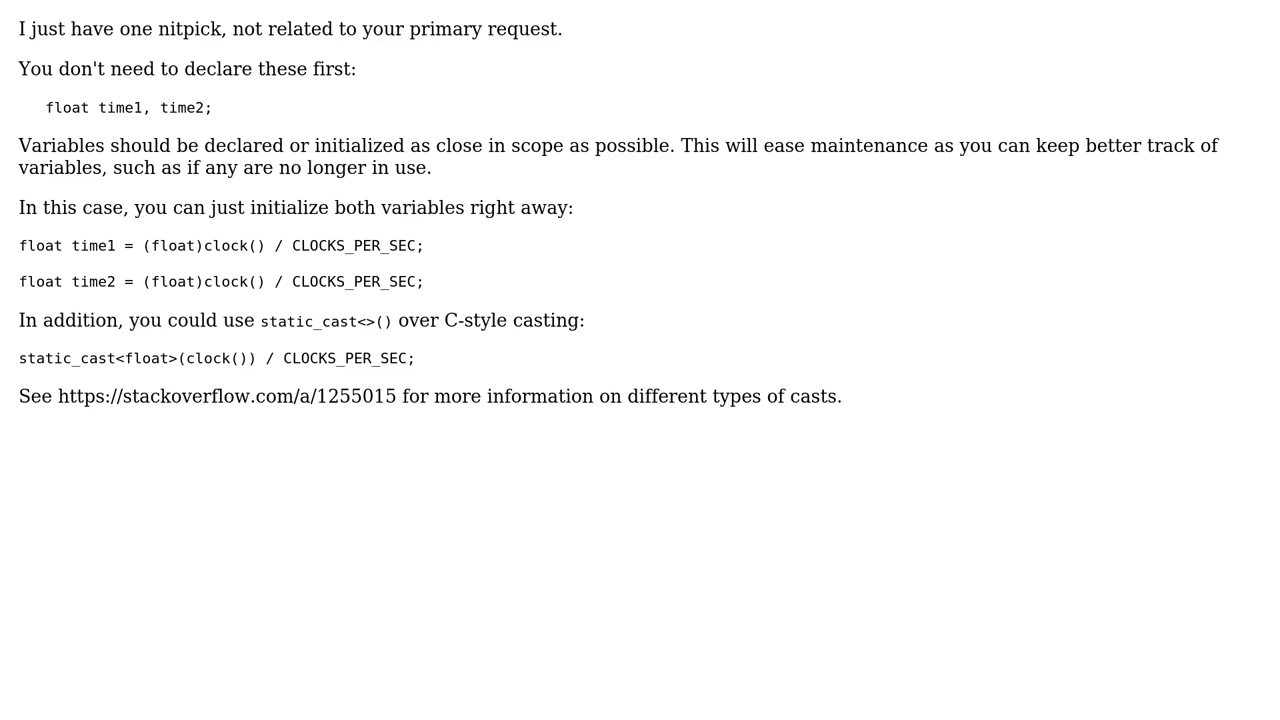 I just have one nitpick, not related to your primary request.
You don't need to declare these first:
float time1, time2;
Variables should be declared or initialized as close in scope as possible. This will ease maintenance as you can keep better track of
variables, such as if any are no longer in use.
In this case, you can just initialize both variables right away:
float time1 = (float)clock() / CLOCKS_PER_SEC;
float time2 = (float)clock() / CLOCKS_PER_SEC;
In addition, you could use static_cast<>() over C-style casting:
static_cast<float>(clock()) / CLOCKS_PER_SEC;
See https://stackoverflow.com/a/1255015 for more information on different types of casts.